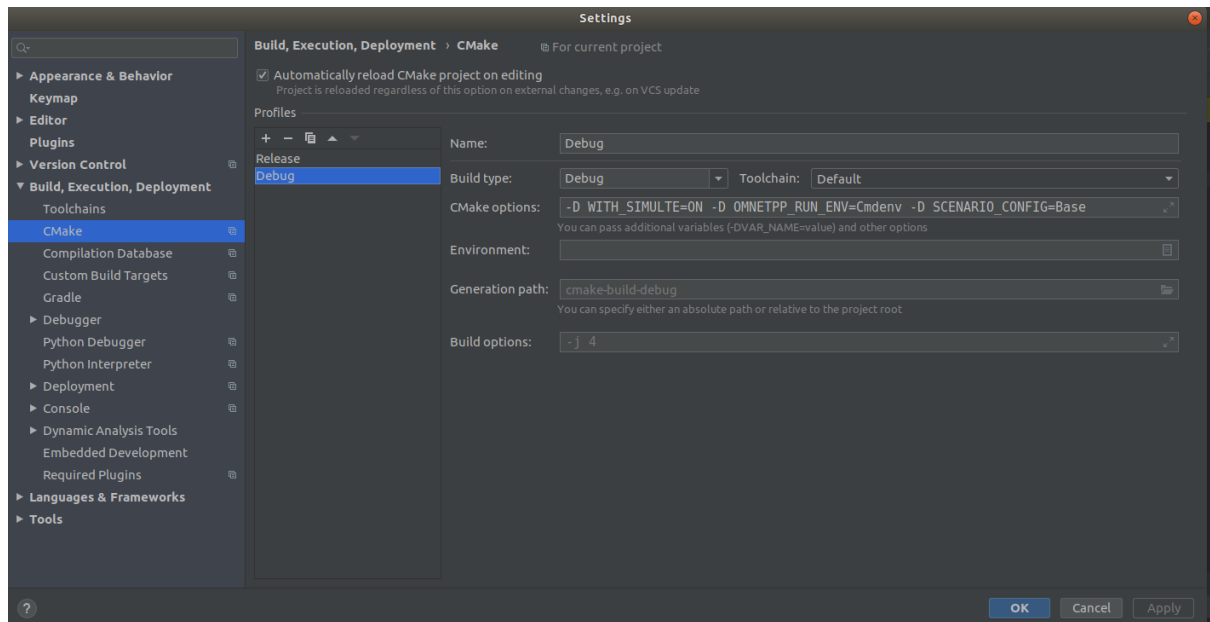 Settings
Appearance & Behavior
Keymap
Editor
Plugins
Version Control
Build, Execution, Deployment
Toolchains
CMake
Compilation Database
Custom Build Targets
Gradle
Debugger
Python Debugger
Python Interpreter
Deployment
Console
Dynamic Analysis Tools
Embedded Development
Required Plugins
Languages & Frameworks
Tools
Build, Execution, Deployment › CMake For current project
Automatically reload CMake project on editing
Project is reloaded regardless of this option on external changes, e.g. on VCS update
Profiles
Release
Debug
Name: Debug
Build type: Debug Toolchain: Default
CMake options: -D WITH_SIMULTE=ON -D OMNETPP_RUN_ENV=Cmdenv -D SCENARIO_CONFIG=Base
You can pass additional variables (-DVAR_NAME=value) and other options
Environment:
Generation path: cmake-build-debug
You can specify either an absolute path or relative to the project root
Build options: -j 4
? OK Cancel Apply